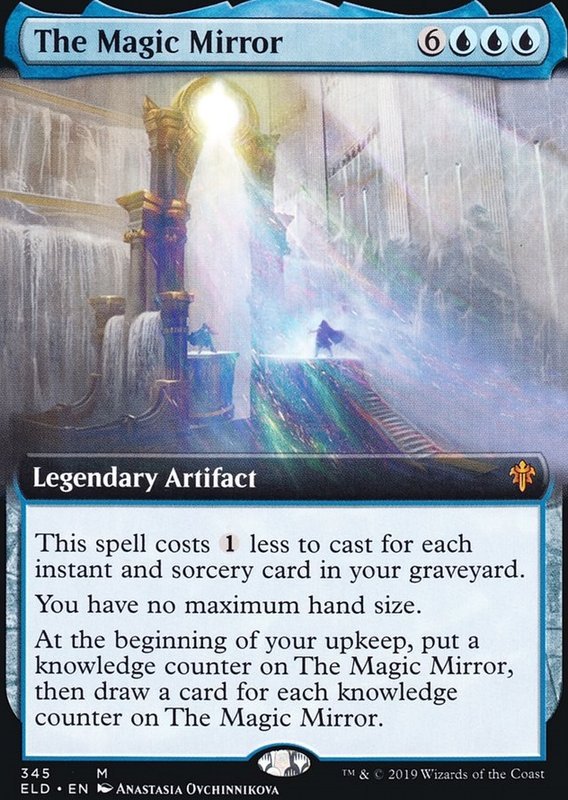 The Magic Mirror 6
Legendary Artifact
This spell costs 1 less to cast for each
instant and sorcery card in your graveyard.
You have no maximum hand size.
At the beginning of your upkeep, put a
knowledge counter on The Magic Mirror,
then draw a card for each knowledge
counter on The Magic Mirror.
345 M
ELD • EN Anastasia Ovchinnikova
™ & © 2019 Wizards of the Coast